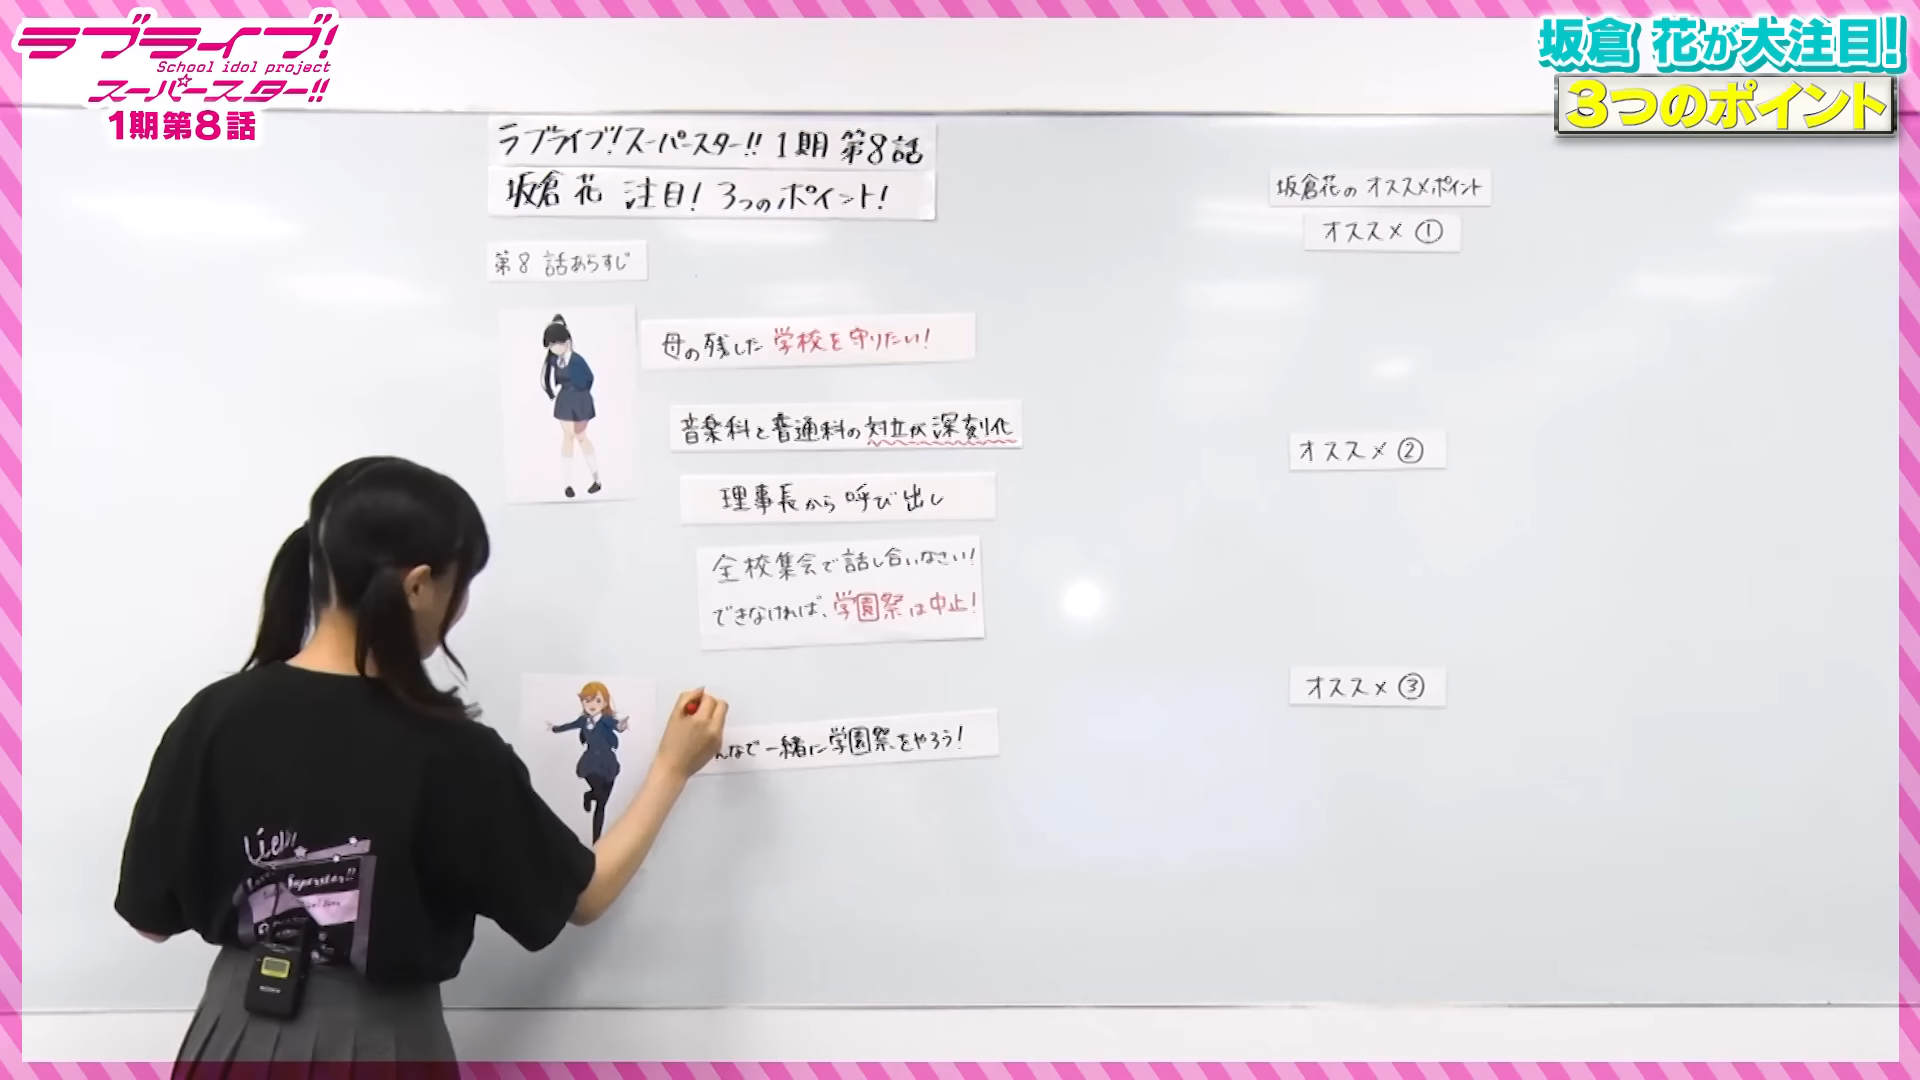 ラブライブ!
School idol project
スーパースター!!
1期第8話
坂倉 花が大注目!
3つのポイント
ラブライブ!スーパースター!! 1期 第8話
坂倉 花 注目! 3つのポイント!
第8話あらすじ
母の残した学校を守りたい!
音楽科と普通科の対立が深刻化
理事長から呼び出し
全校集会で話し合いなさい!
できなければ、学園祭は中止!
んなで一緒に学園祭をやろう!
坂倉花のオススメポイント
オススメ①
オススメ②
オススメ③
Liella!
Superstar!!
SONY